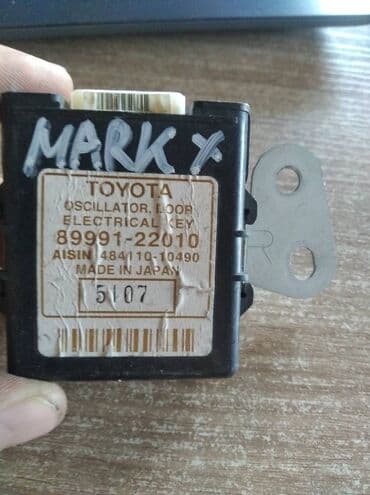 MARK X
TOYOTA
OSCILLATOR, DOOR
ELECTRICAL KEY
89991-22010
AISIN 484110-10490
MADE IN JAPAN
5107
R